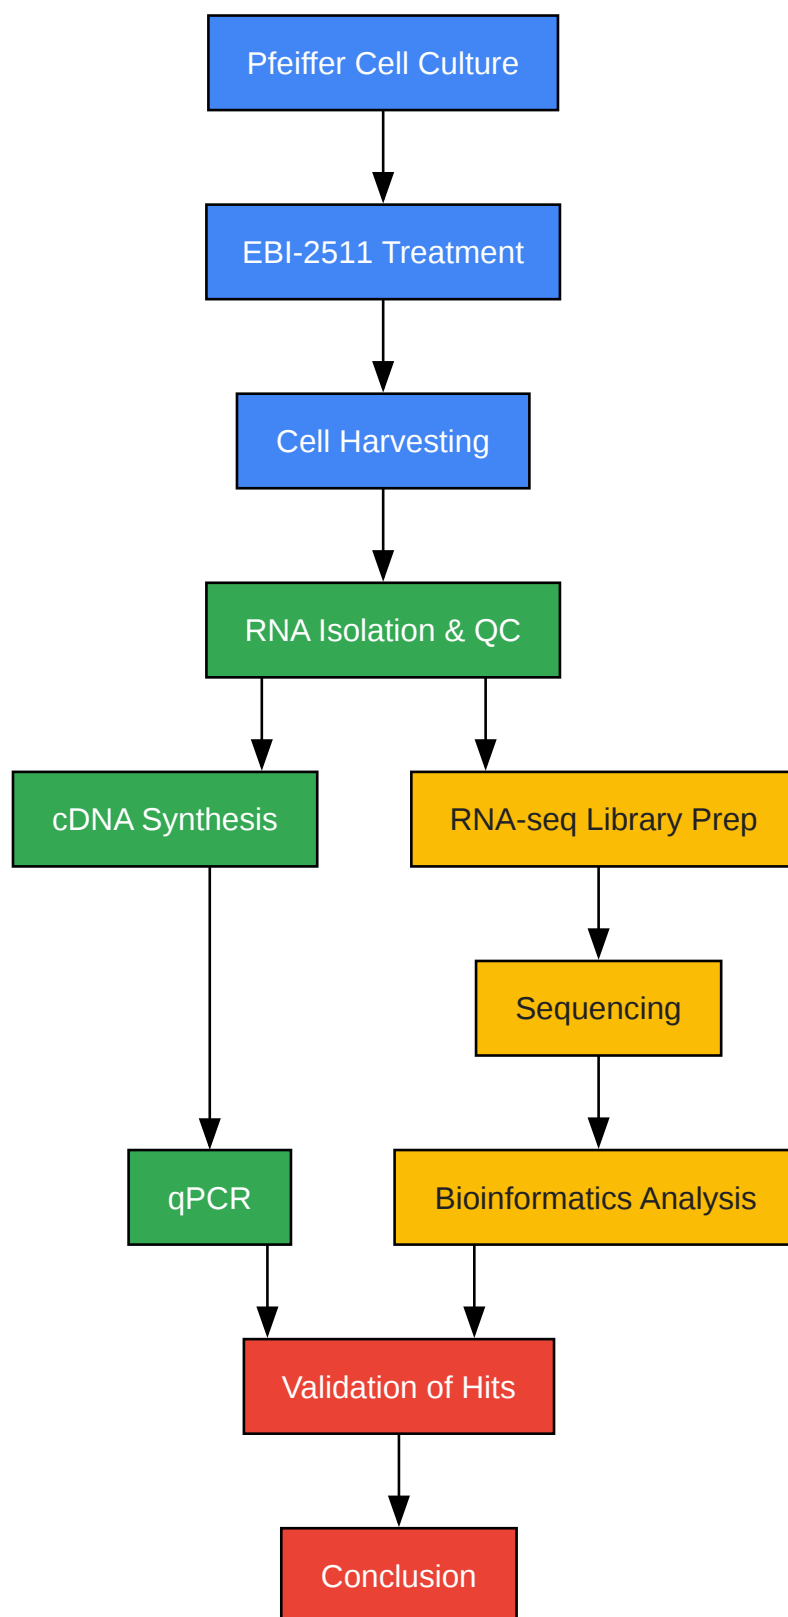 Pfeiffer Cell Culture
EBI-2511 Treatment
Cell Harvesting
RNA Isolation & QC
cDNA Synthesis
RNA-seq Library Prep
Sequencing
qPCR
Bioinformatics Analysis
Validation of Hits
Conclusion